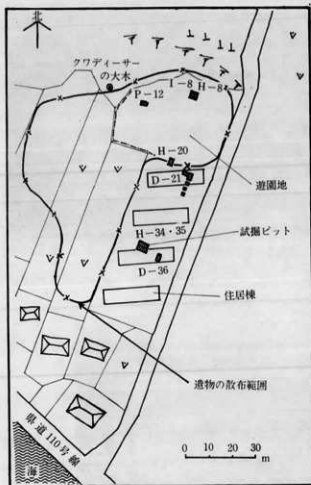 北
クワディーサー
の大木
I-8
H-8
P-12
H-20
遊園地
D-21
H-34・35
試掘ピット
D-36
住居棟
遺物の散布範囲
県道110号線
海
0 10 20 30
m